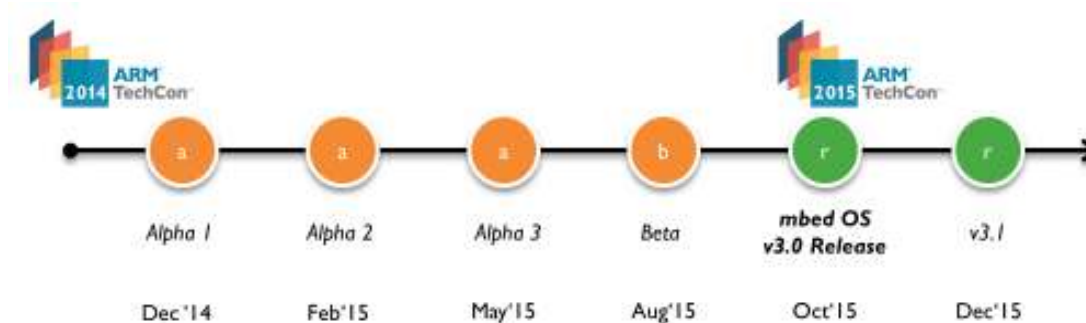 2014 ARM TechCon
2015 ARM TechCon
a a a b r r
Alpha 1 Alpha 2 Alpha 3 Beta mbed OS v3.0 Release v3.1
Dec '14 Feb'15 May'15 Aug'15 Oct'15 Dec'15